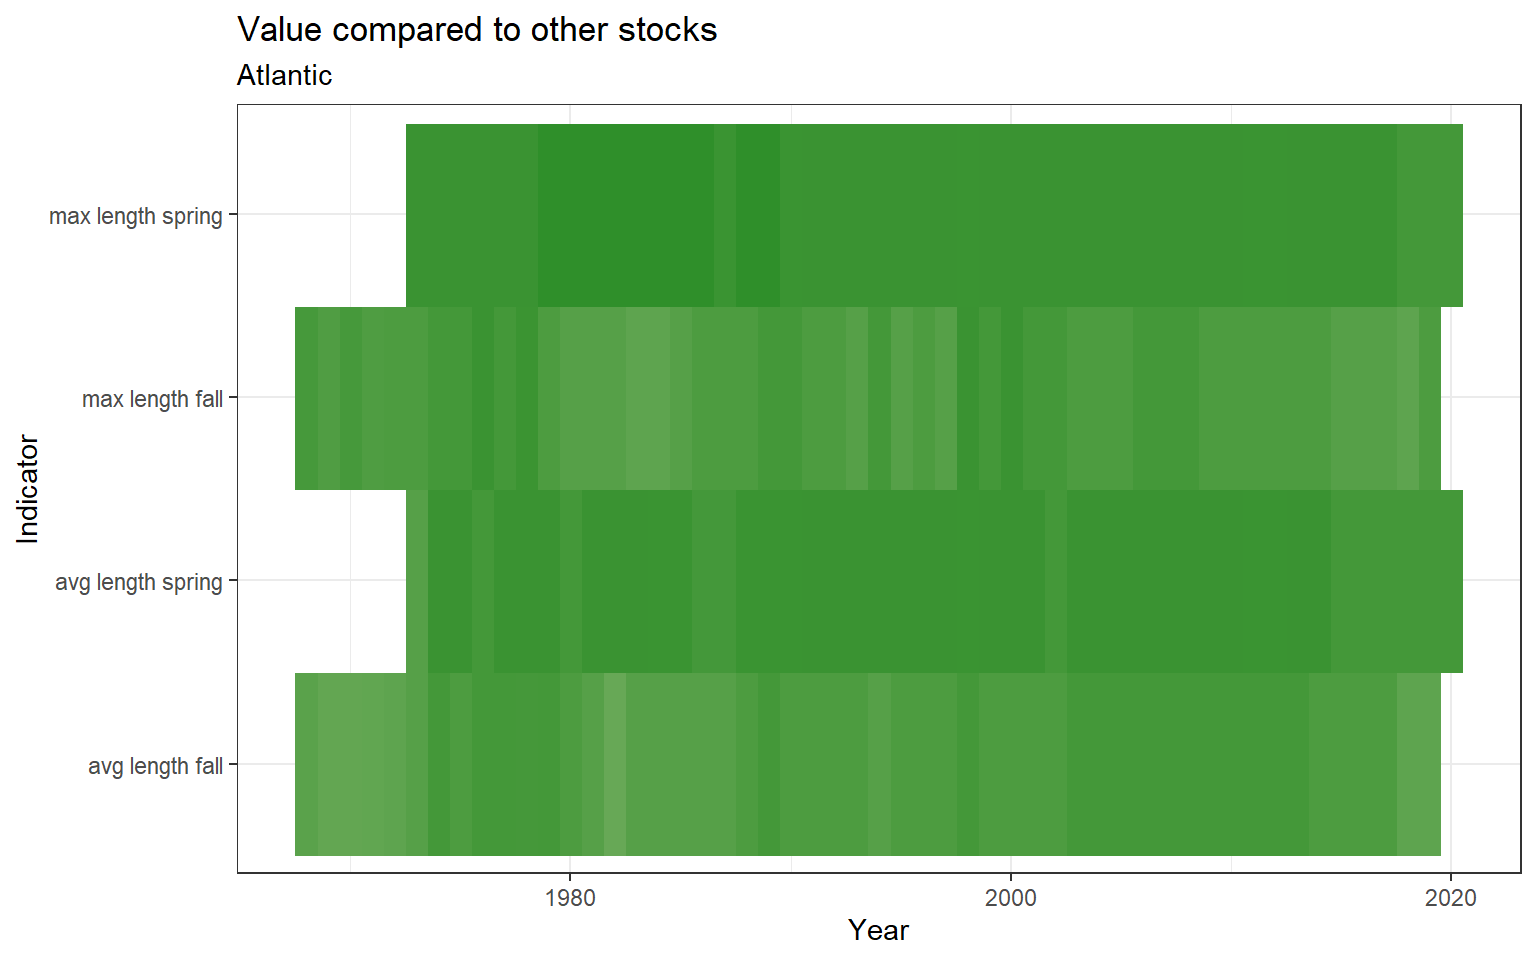 Value compared to other stocks
Atlantic
max length spring
max length fall
avg length spring
avg length fall
Indicator
1980
2000
2020
Year